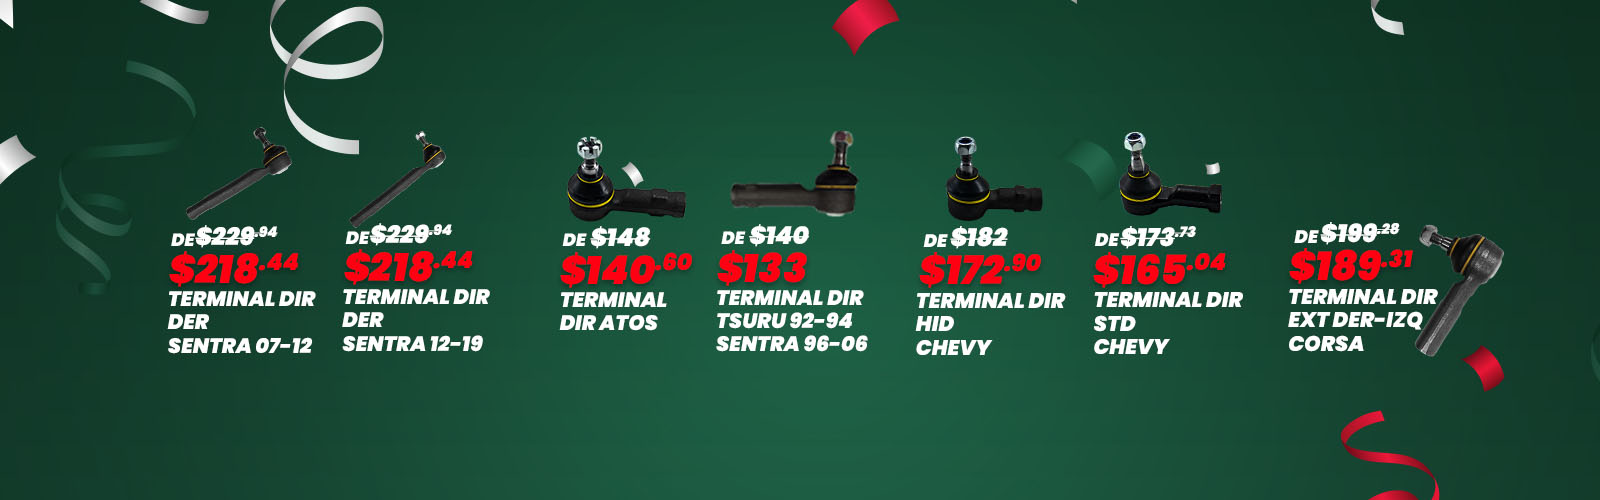 DE $229.94
$218.44
TERMINAL DIR
DER
SENTRA 07-12
DE $229.94
$218.44
TERMINAL DIR
DER
SENTRA 12-19
DE $148
$140.60
TERMINAL
DIR ATOS
DE $140
$133
TERMINAL DIR
TSURU 92-94
SENTRA 96-06
DE $182
$172.90
TERMINAL DIR
HID
CHEVY
DE $173.73
$165.04
TERMINAL DIR
STD
CHEVY
DE $199.28
$189.31
TERMINAL DIR
EXT DER-IZQ
CORSA